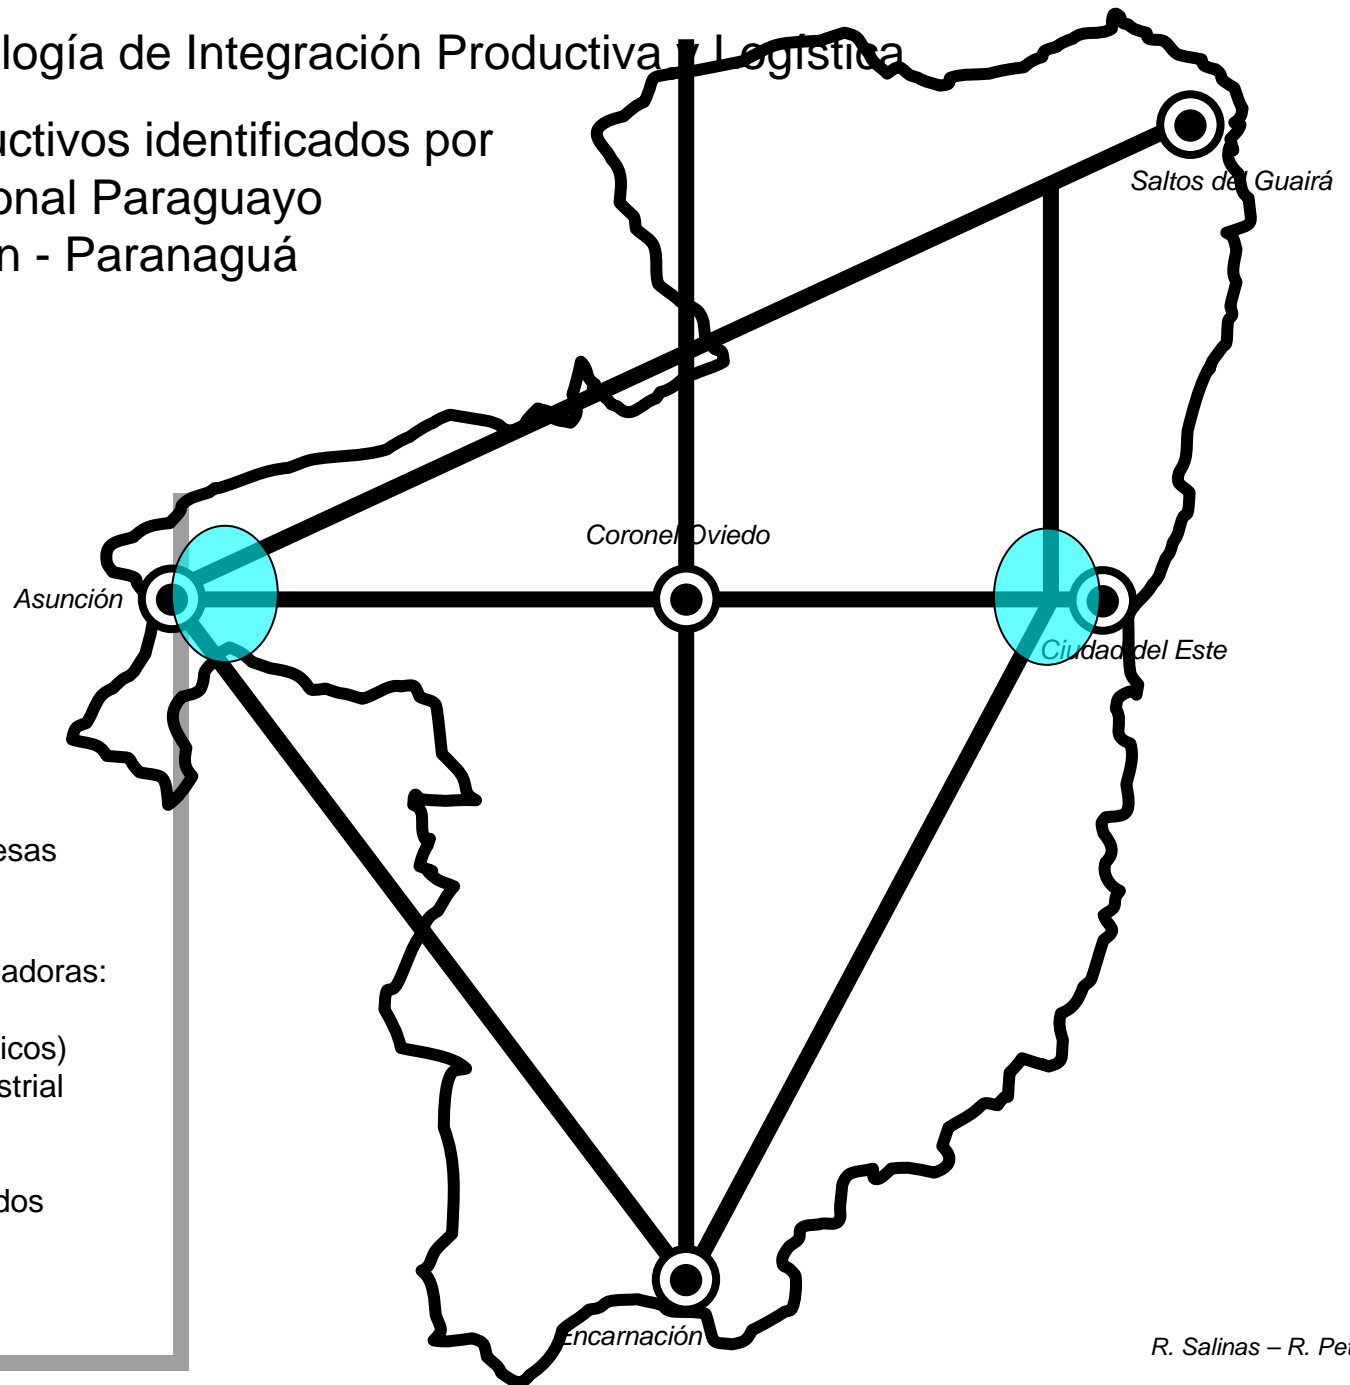 logía de Integración Productiva y Logística
uctivos identificados por
onal Paraguayo
n - Paranaguá
Saltos del Guairá
Coronel Oviedo
Asunción
Ciudad del Este
esas
adoras:
icos)
strial
dos
Encarnación
R. Salinas – R. Pet